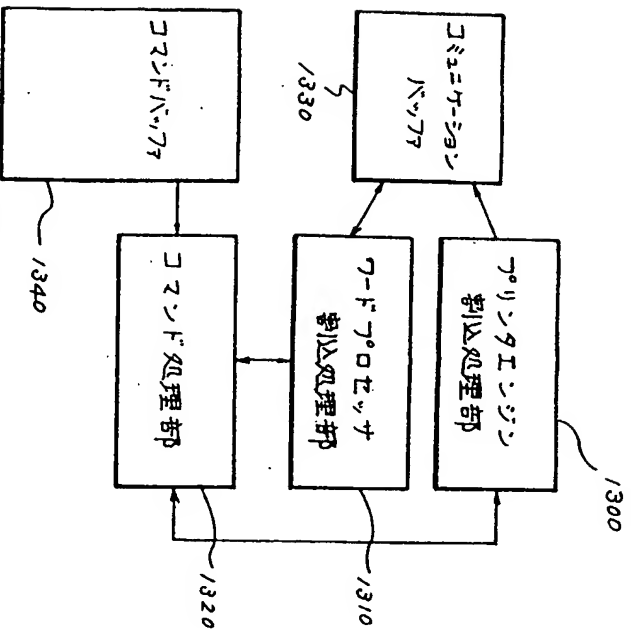 プリンタエンジン
割込処理部
1300
コミュニケーション
バッファ
1330
ワードプロセッサ
割込処理部
1310
コマンドバッファ
1340
コマンド処理部
1320